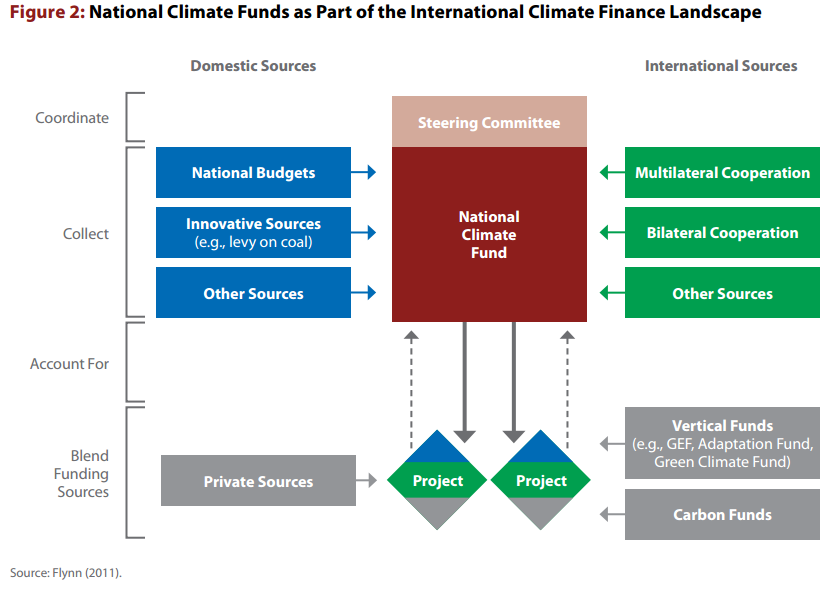 Figure 2: National Climate Funds as Part of the International Climate Finance Landscape
Domestic Sources
International Sources
Coordinate
Steering Committee
Collect
National Budgets
Innovative Sources
(e.g., levy on coal)
Other Sources
National
Climate
Fund
Multilateral Cooperation
Bilateral Cooperation
Other Sources
Account For
Blend
Funding
Sources
Private Sources
Project
Project
Vertical Funds
(e.g., GEF, Adaptation Fund,
Green Climate Fund)
Carbon Funds
Source: Flynn (2011).